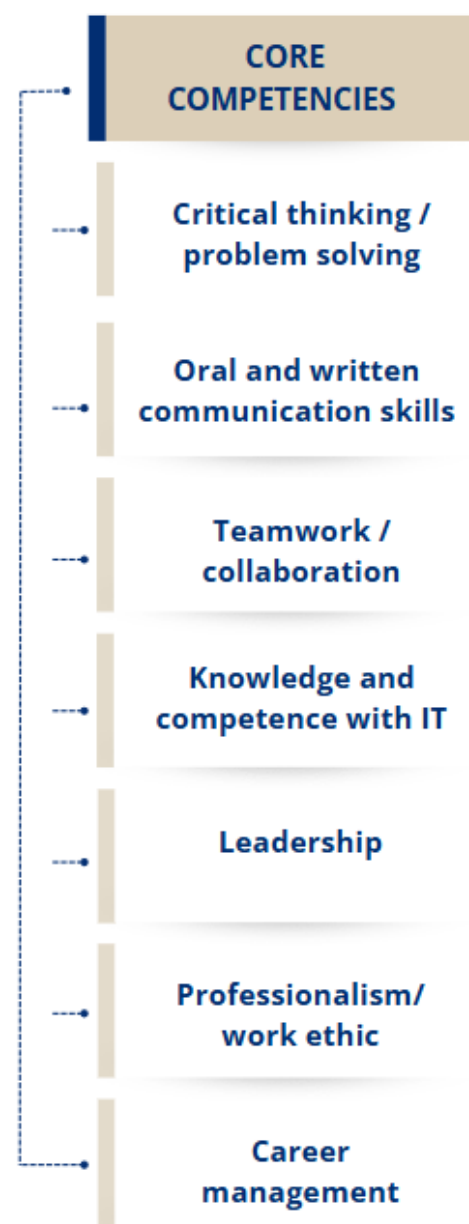 CORE
COMPETENCIES
Critical thinking /
problem solving
Oral and written
communication skills
Teamwork /
collaboration
Knowledge and
competence with IT
Leadership
Professionalism/
work ethic
Career
management